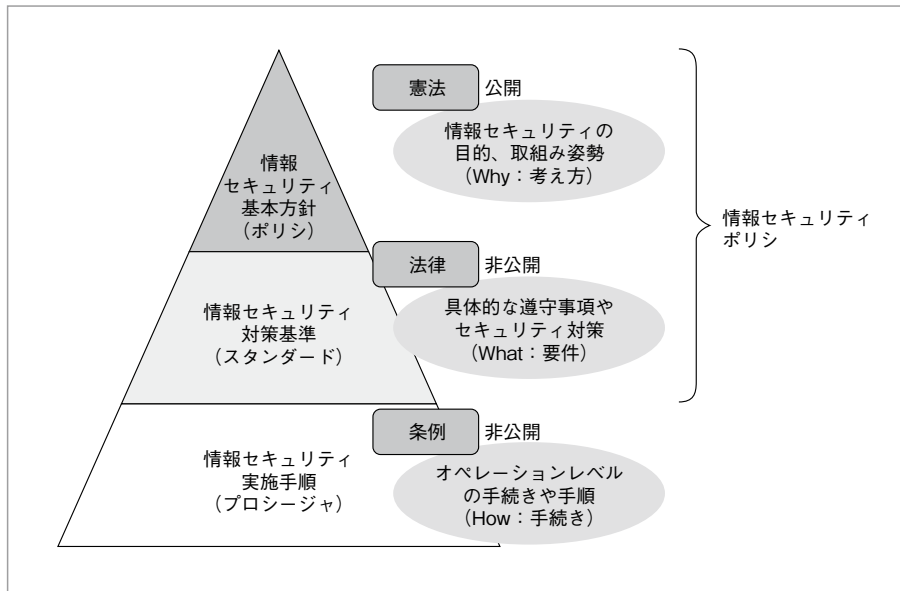 憲法 公開
情報セキュリティの
目的、取組み姿勢
(Why：考え方)
情報
セキュリティ
基本方針
(ポリシ)
情報セキュリティ
ポリシ
法律 非公開
具体的な遵守事項や
セキュリティ対策
(What：要件)
情報セキュリティ
対策基準
(スタンダード)
条例 非公開
オペレーションレベル
の手続きや手順
(How：手続き)
情報セキュリティ
実施手順
(プロシージャ)